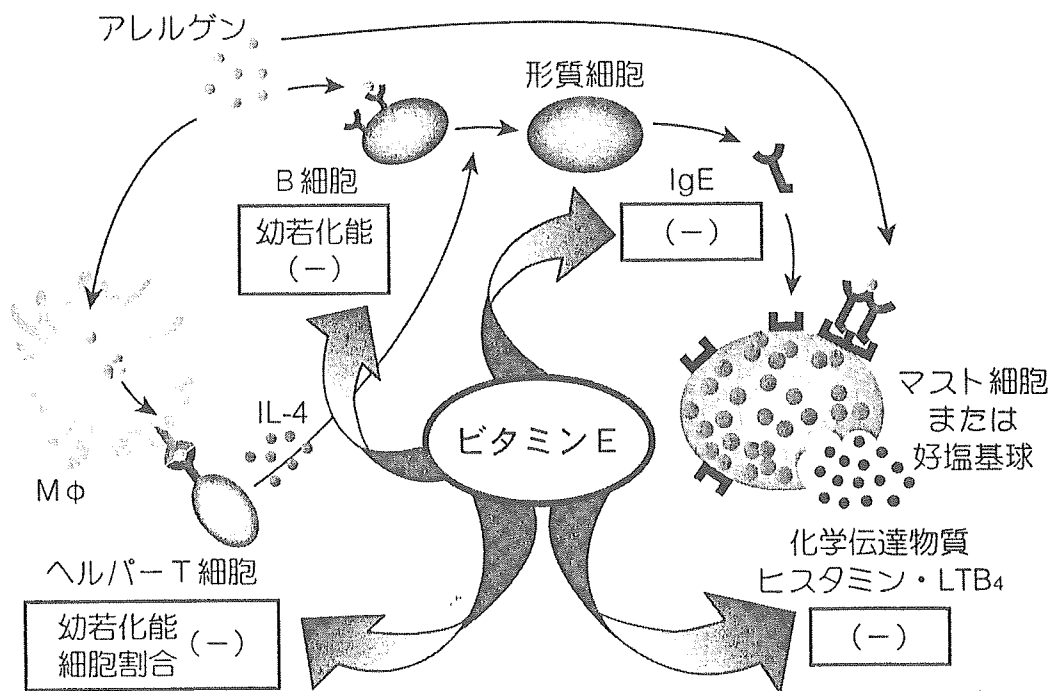 アレルゲン
形質細胞
B細胞
幼若化能
(−)
IgE
(−)
IL-4
Mφ
ビタミンE
マスト細胞
または
好塩基球
ヘルパーT細胞
幼若化能
細胞割合
(−)
化学伝達物質
ヒスタミン・LTB₄
(−)